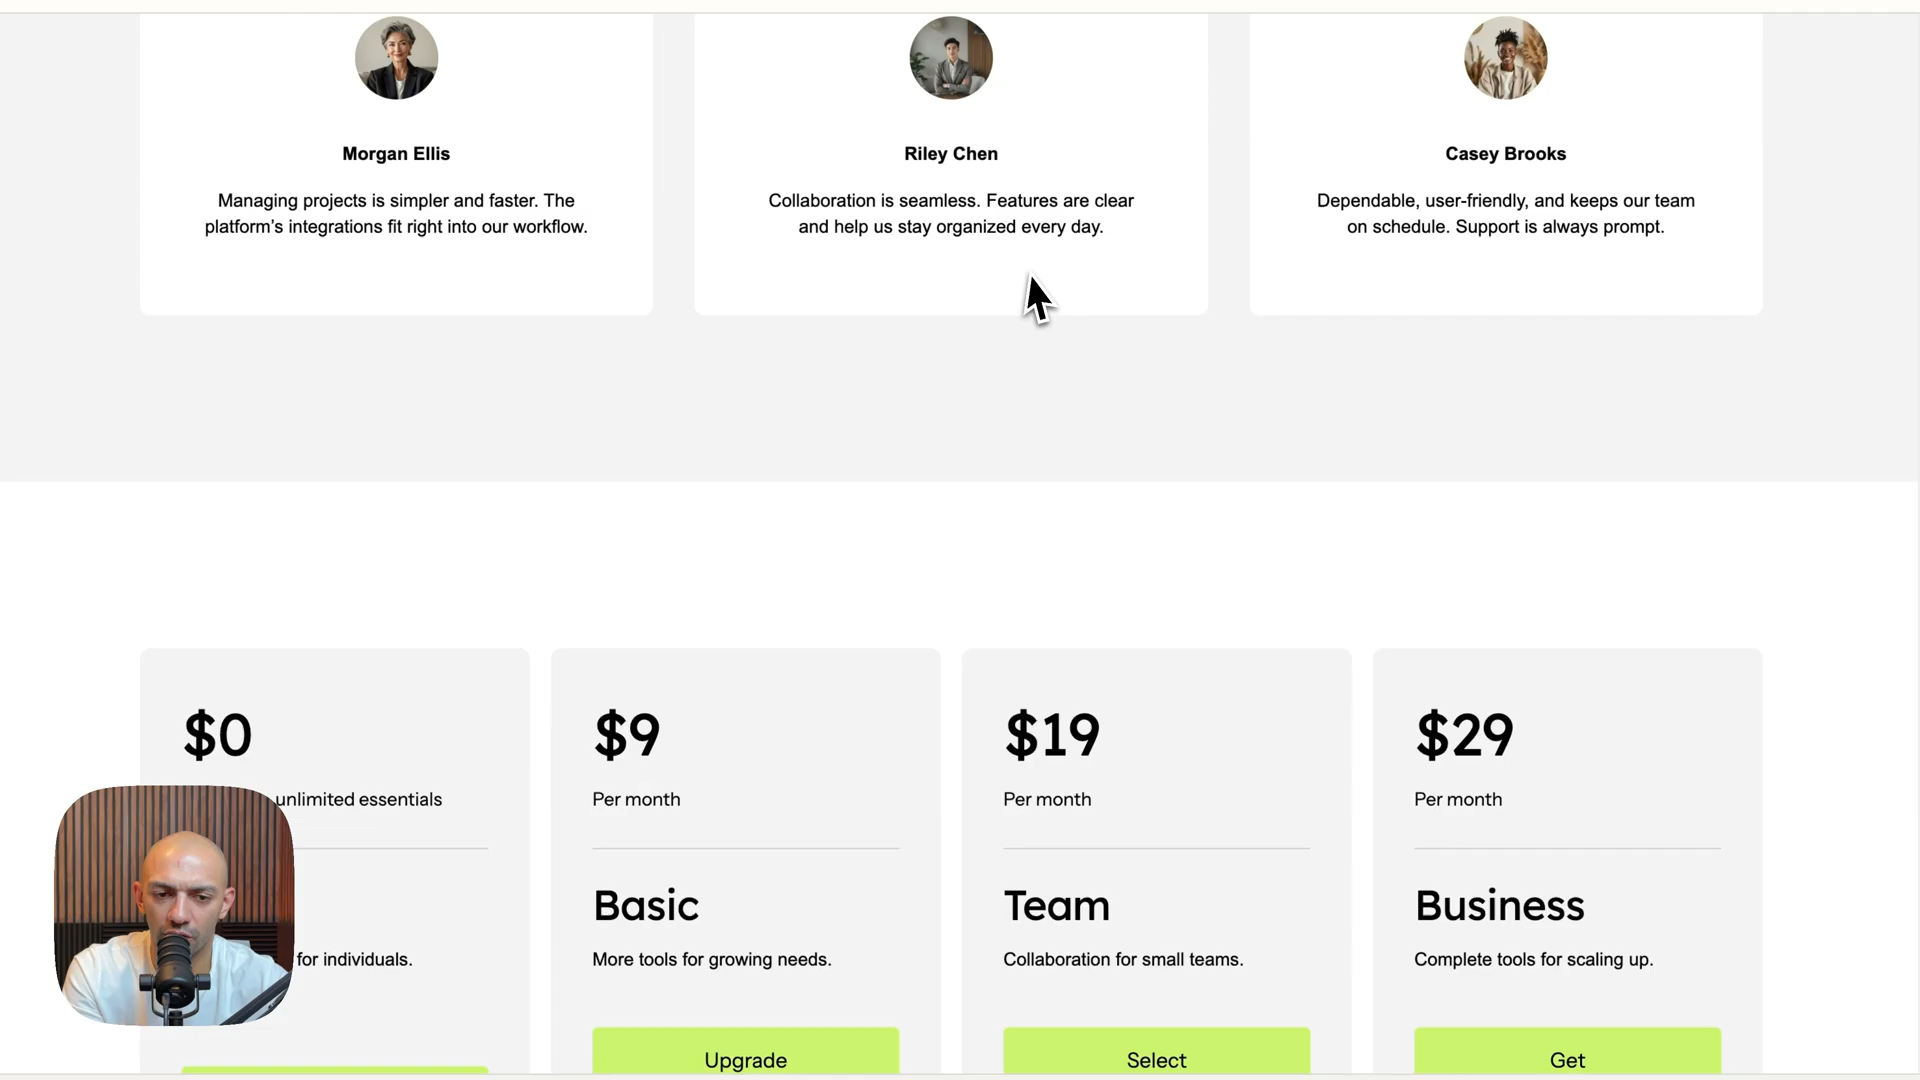 Morgan Ellis
Managing projects is simpler and faster. The
platform’s integrations fit right into our workflow.
Riley Chen
Collaboration is seamless. Features are clear
and help us stay organized every day.
Casey Brooks
Dependable, user-friendly, and keeps our team
on schedule. Support is always prompt.
$0
unlimited essentials
for individuals.
$9
Per month
Basic
More tools for growing needs.
Upgrade
$19
Per month
Team
Collaboration for small teams.
Select
$29
Per month
Business
Complete tools for scaling up.
Get